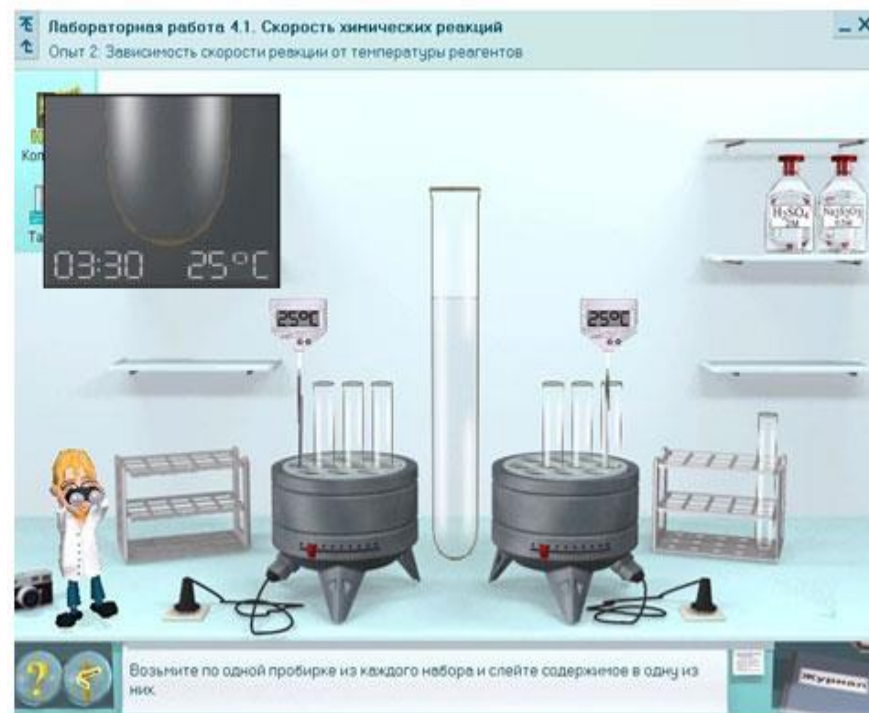 Лабораторная работа 4.1. Скорость химических реакций
Опыт 2: Зависимость скорости реакции от температуры реагентов
03:30 25°C
H₂SO₄
2M
Na₂S₂O₃
25°C
25°C
Возьмите по одной пробирке из каждого набора и слейте содержимое в одну из
них.
?
Журнал